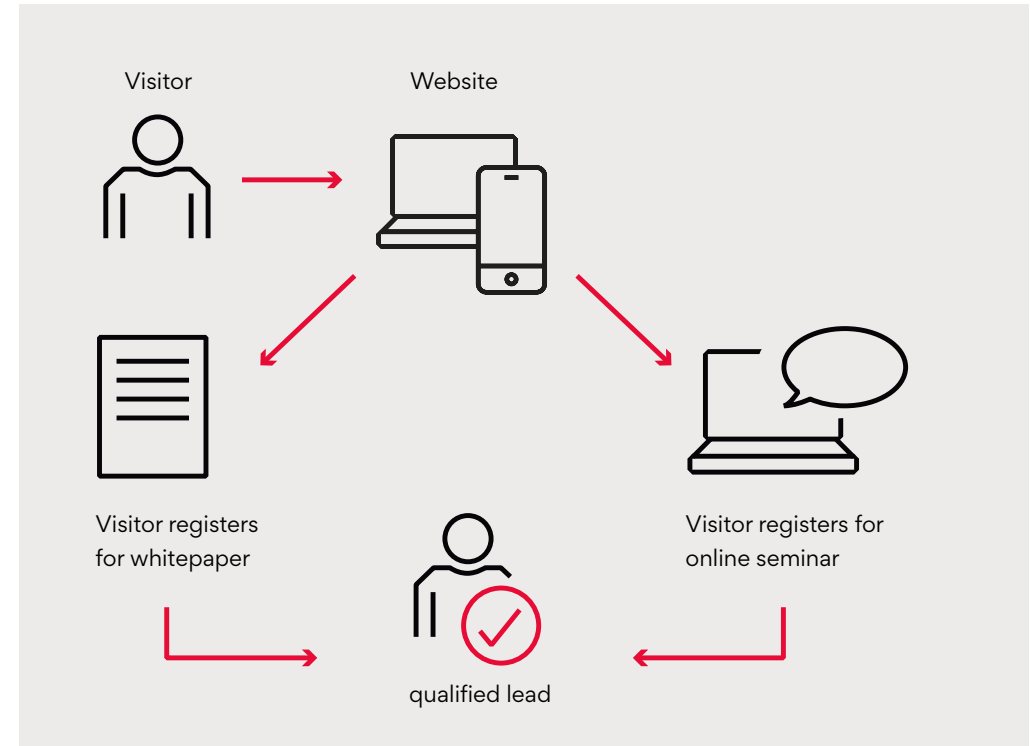 Visitor
Website
Visitor registers
for whitepaper
Visitor registers for
online seminar
qualified lead